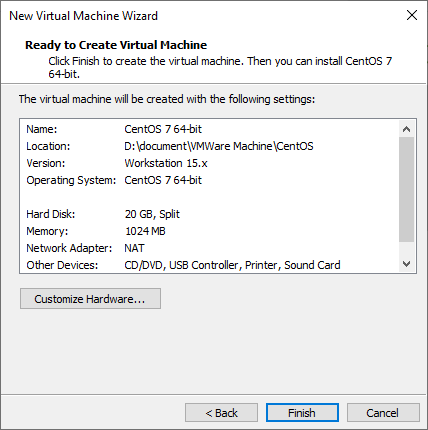 New Virtual Machine Wizard
Ready to Create Virtual Machine
Click Finish to create the virtual machine. Then you can install CentOS 7
64-bit.
The virtual machine will be created with the following settings:
Name: CentOS 7 64-bit
Location: D:\document\VMWare Machine\CentOS
Version: Workstation 15.x
Operating System: CentOS 7 64-bit
Hard Disk: 20 GB, Split
Memory: 1024 MB
Network Adapter: NAT
Other Devices: CD/DVD, USB Controller, Printer, Sound Card
Customize Hardware...
< Back Finish Cancel